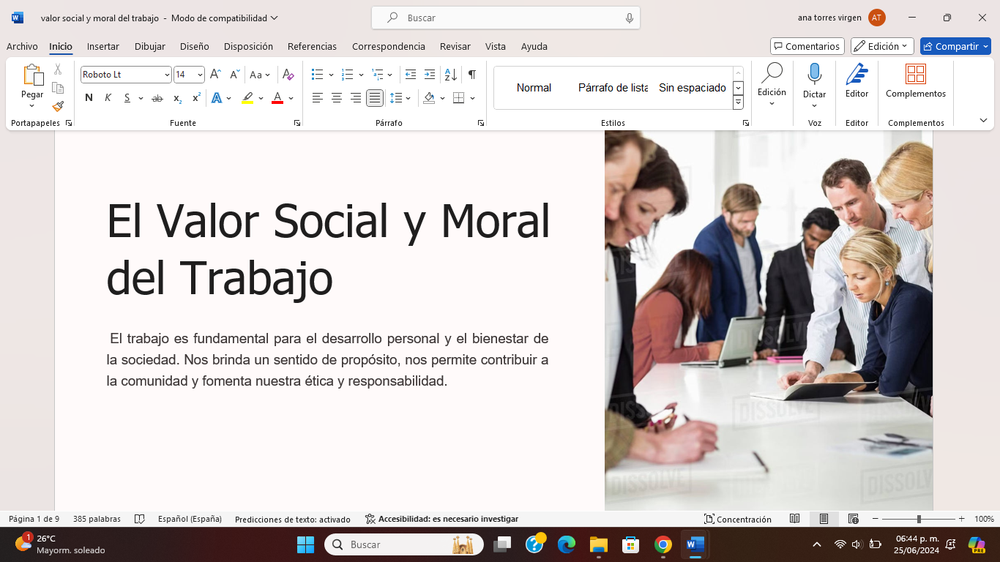 valor social y moral del trabajo - Modo de compatibilidad
Buscar
ana torres virgen
AT
Archivo Inicio Insertar Dibujar Diseño Disposición Referencias Correspondencia Revisar Vista Ayuda
Comentarios Edición Compartir
Pegar
Portapapeles
Roboto Lt 14
Aa
N K S ab x₂ x²
Fuente
Párrafo
Normal Párrafo de lista Sin espaciado
Estilos
Edición
Dictar
Voz
Editor
Editor
Complementos
Complementos
El Valor Social y Moral
del Trabajo
El trabajo es fundamental para el desarrollo personal y el bienestar de
la sociedad. Nos brinda un sentido de propósito, nos permite contribuir a
la comunidad y fomenta nuestra ética y responsabilidad.
DISSOLVE
DISSOLVE
DISSOLVE
DISSOLVE
DISSOLVE
DISSOLVE
Página 1 de 9 385 palabras Español (España) Predicciones de texto: activado Accesibilidad: es necesario investigar Concentración 100%
1
26°C
Mayorm. soleado
Buscar
06:44 p. m.
25/06/2024
PRE